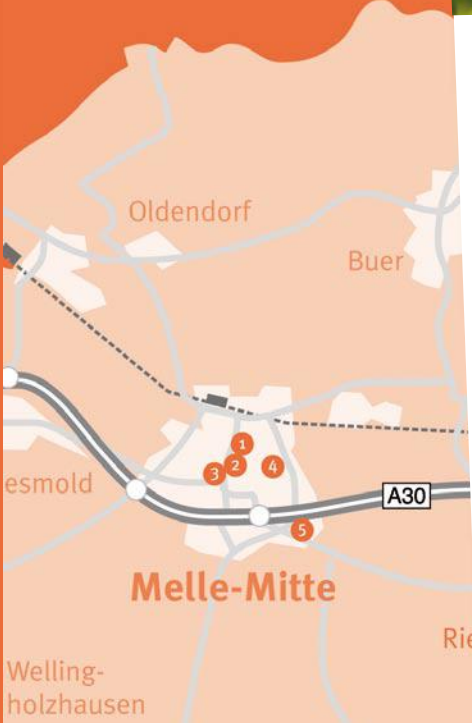 Oldendorf
Buer
1
2
3
4
esmold
A30
5
Melle-Mitte
Rie
Welling-
holzhausen